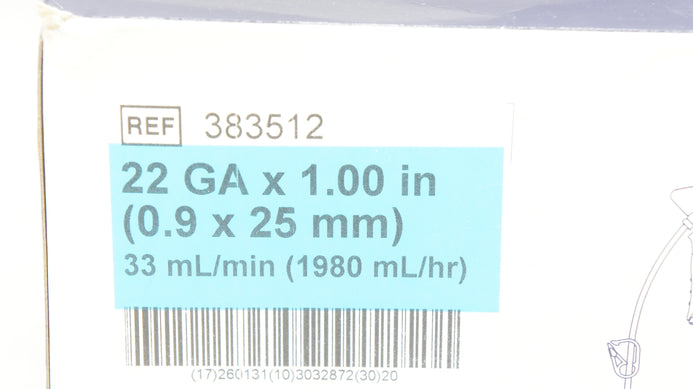 REF 383512
22 GA x 1.00 in
(0.9 x 25 mm)
33 mL/min (1980 mL/hr)
(17)260131(10)3032872(30)20